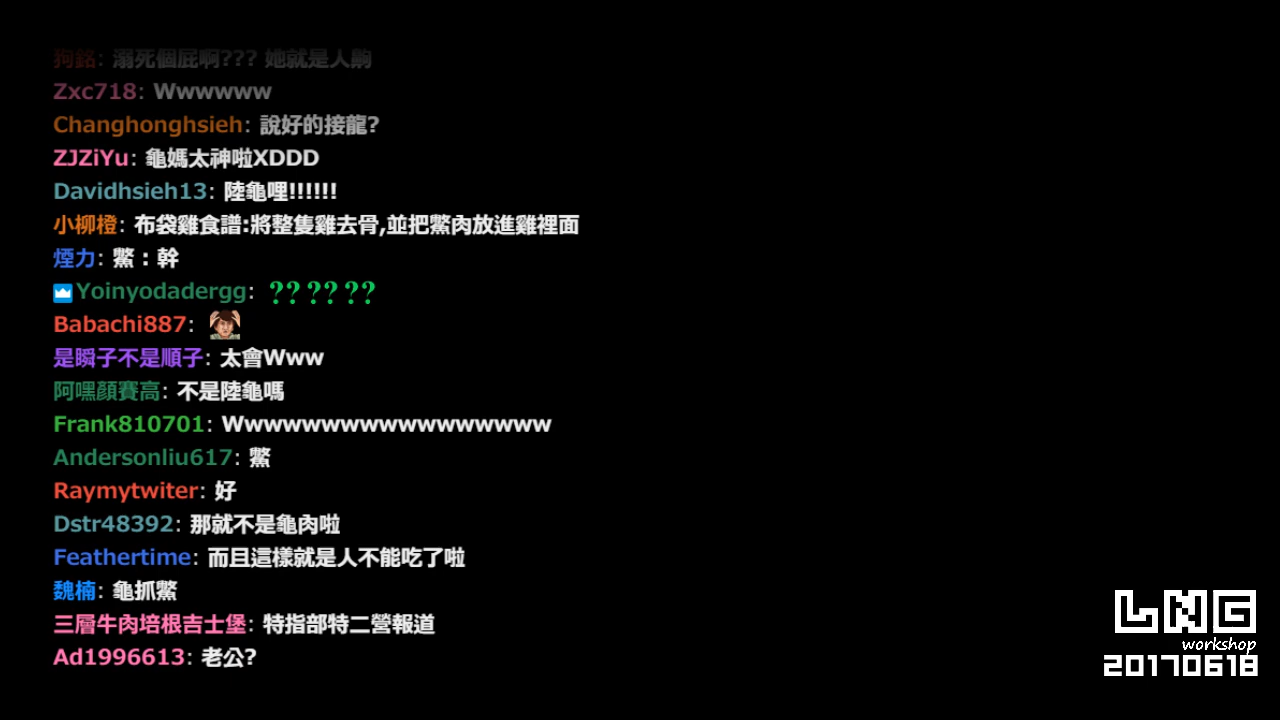 狗銘: 溺死個屁啊??? 她就是人齁
Zxc718: Wwwwww
Changhonghsieh: 說好的接龍?
ZJZiYu: 龜媽太神啦XDDD
Davidhsieh13: 陸龜哩!!!!!!
小柳橙: 布袋雞食譜:將整隻雞去骨,並把鱉肉放進雞裡面
煙力: 鱉：幹
Yoinyodadergg: ?? ?? ??
Babachi887:
是瞬子不是順子: 太會Www
阿嘿顏賽高: 不是陸龜嗎
Frank810701: Wwwwwwwwwwwwwwwww
Andersonliu617: 鱉
Raymytwiter: 好
Dstr48392: 那就不是龜肉啦
Feathertime: 而且這樣就是人不能吃了啦
魏楠: 龜抓鱉
三層牛肉培根吉士堡: 特指部特二營報道
Ad1996613: 老公?
LNG
workshop
20170618